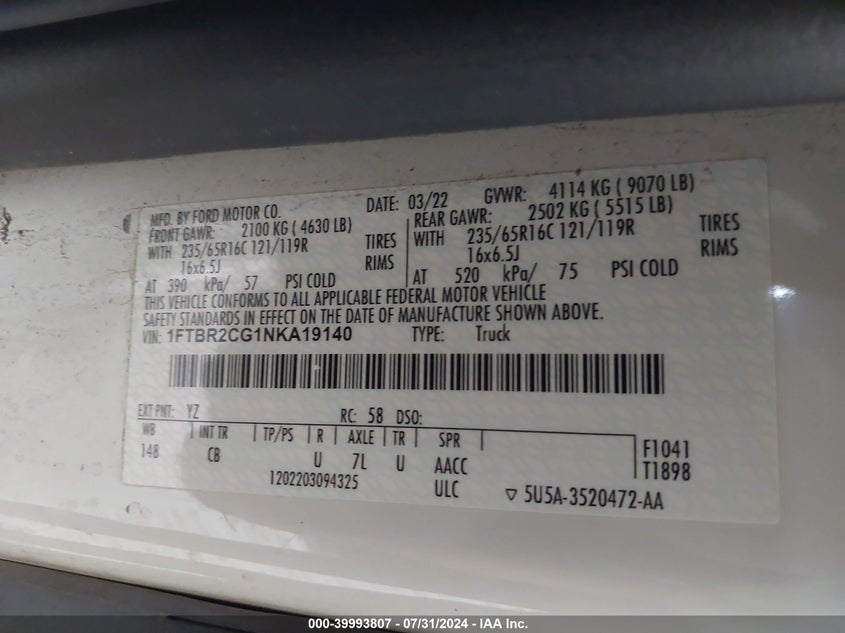 MFD. BY FORD MOTOR CO. DATE: 03/22 GVWR: 4114 KG ( 9070 LB)
FRONT GAWR: 2100 KG ( 4630 LB) REAR GAWR: 2502 KG ( 5515 LB)
WITH 235/65R16C 121/119R TIRES WITH 235/65R16C 121/119R TIRES
16x6.5J RIMS 16x6.5J RIMS
AT 390 kPa/ 57 PSI COLD AT 520 kPa/ 75 PSI COLD
THIS VEHICLE CONFORMS TO ALL APPLICABLE FEDERAL MOTOR VEHICLE
SAFETY STANDARDS IN EFFECT ON THE DATE OF MANUFACTURE SHOWN ABOVE.
VIN: 1FTBR2CG1NKA19140 TYPE: Truck
EXT PNT: YZ RC: 58 DSO:
WB INT TR TP/PS R AXLE TR SPR F1041
148 CB U 7L U AACC T1898
1202203094325 ULC ▽ 5U5A-3520472-AA
000-39993807 - 07/31/2024 - IAA Inc.